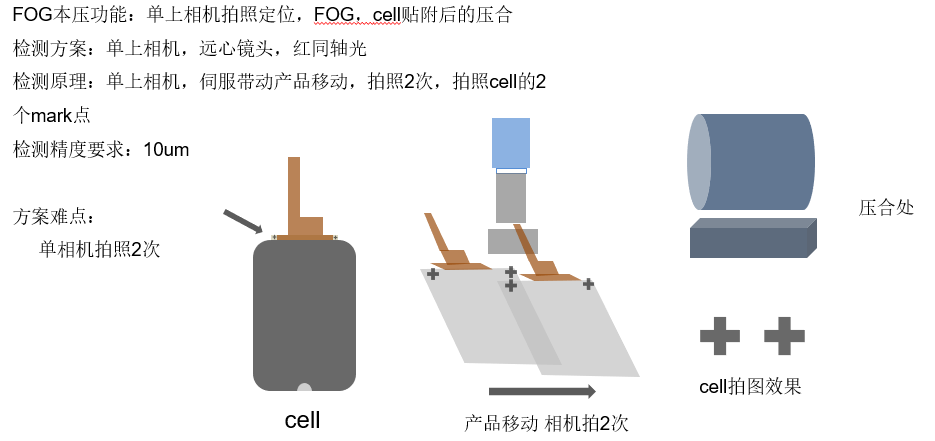 FOG本压功能：单上相机拍照定位，FOG，cell贴附后的压合
检测方案：单上相机，远心镜头，红同轴光
检测原理：单上相机，伺服带动产品移动，拍照2次，拍照cell的2
个mark点
检测精度要求：10um
方案难点：
单相机拍照2次
压合处
cell拍图效果
cell
产品移动 相机拍2次